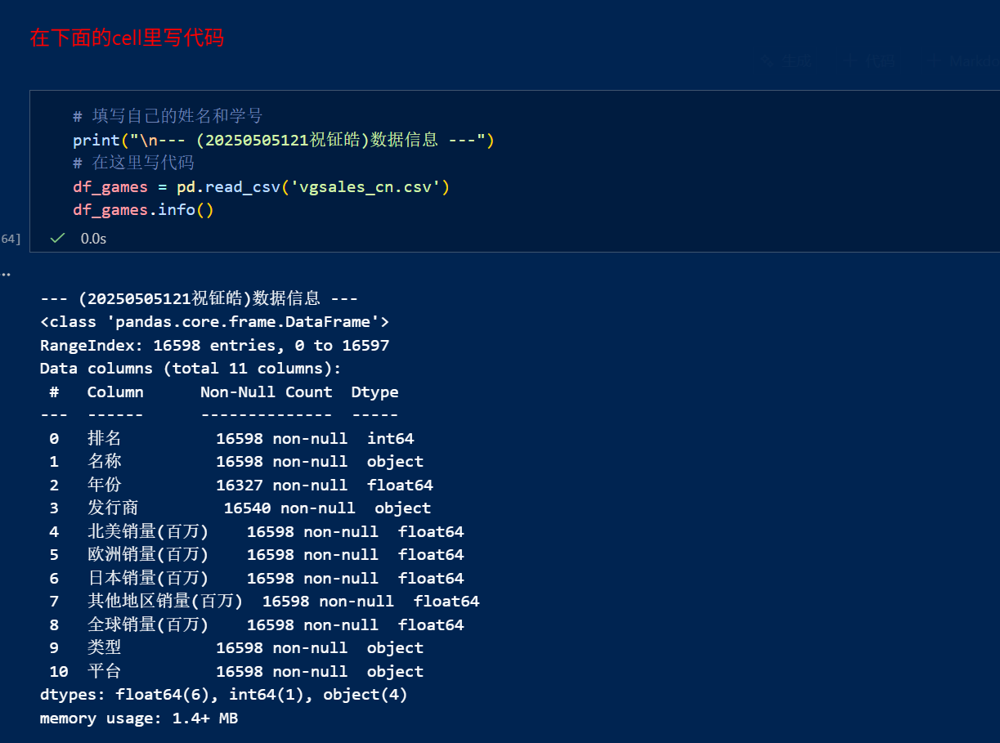 在下面的cell里写代码
生成 + 代码 + Markdo
# 填写自己的姓名和学号
print("\n--- (20250505121祝钲皓)数据信息 ---")
# 在这里写代码
df_games = pd.read_csv('vgsales_cn.csv')
df_games.info()
64]
0.0s
...
--- (20250505121祝钲皓)数据信息 ---
<class 'pandas.core.frame.DataFrame'>
RangeIndex: 16598 entries, 0 to 16597
Data columns (total 11 columns):
# Column Non-Null Count Dtype
--- ------ -------------- -----
0 排名 16598 non-null int64
1 名称 16598 non-null object
2 年份 16327 non-null float64
3 发行商 16540 non-null object
4 北美销量(百万) 16598 non-null float64
5 欧洲销量(百万) 16598 non-null float64
6 日本销量(百万) 16598 non-null float64
7 其他地区销量(百万) 16598 non-null float64
8 全球销量(百万) 16598 non-null float64
9 类型 16598 non-null object
10 平台 16598 non-null object
dtypes: float64(6), int64(1), object(4)
memory usage: 1.4+ MB